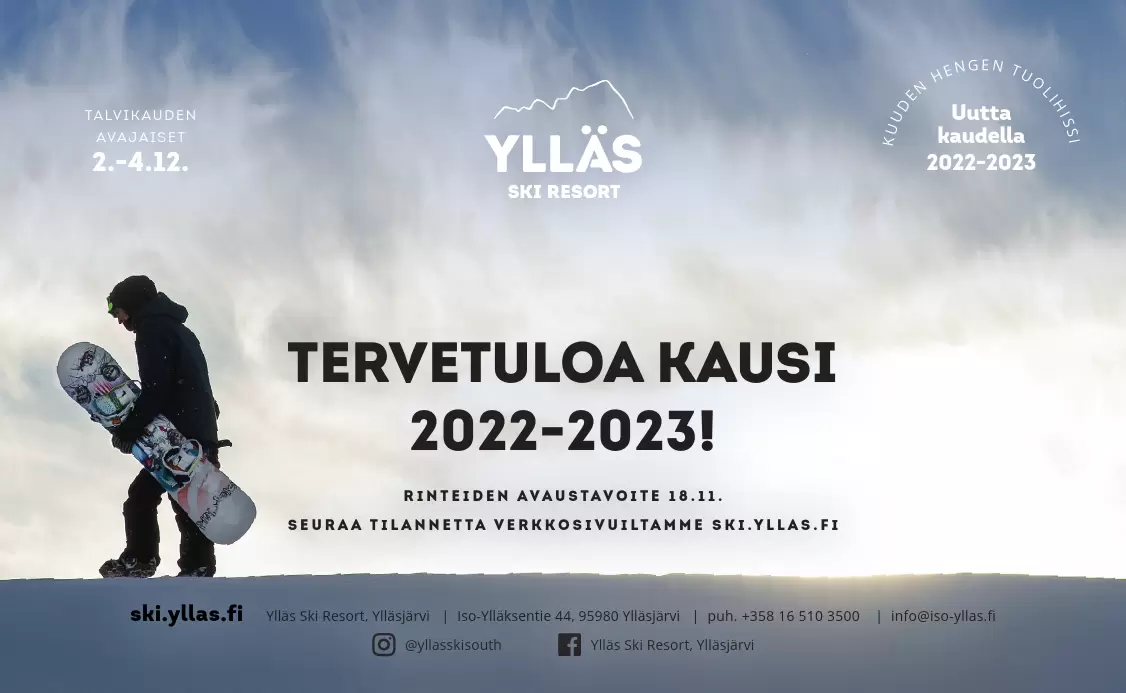 TALVIKAUDEN
AVAJAISET
2.-4.12.
YLLÄS
SKI RESORT
KUUDEN HENGEN TUOLIHISSI
Uutta
kaudella
2022-2023
TERVETULOA KAUSI
2022-2023!
RINTEIDEN AVAUSTAVOITE 18.11.
SEURAA TILANNETTA VERKKOSIVUILTAMME SKI.YLLAS.FI
ski.yllas.fi Ylläs Ski Resort, Ylläsjärvi | Iso-Ylläksentie 44, 95980 Ylläsjärvi | puh. +358 16 510 3500 | info@iso-yllas.fi
@yllasskisouth Ylläs Ski Resort, Ylläsjärvi